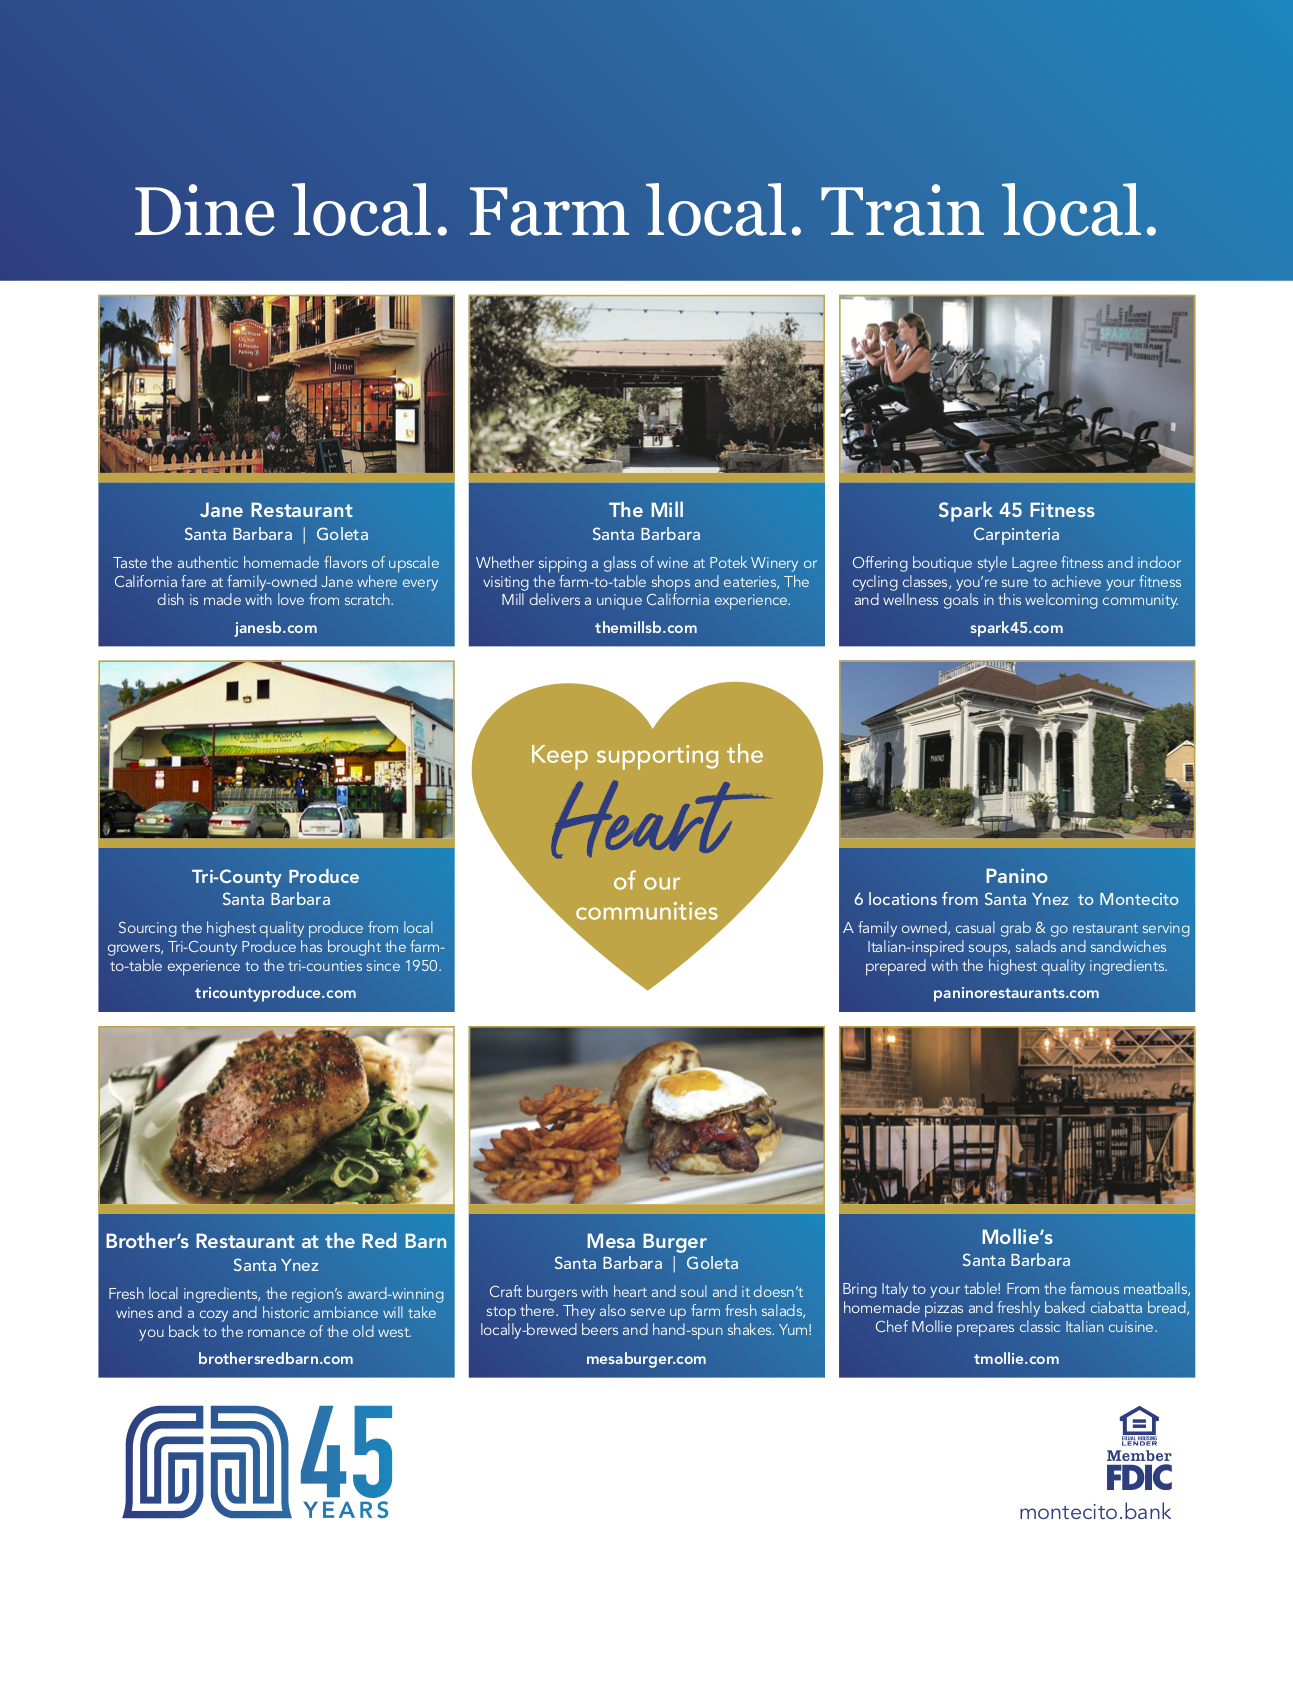 Dine local. Farm local. Train local.
jane
SPARK45
FLEXIBILITY
Jane Restaurant
Santa Barbara | Goleta
Taste the authentic homemade flavors of upscale
California fare at family-owned Jane where every
dish is made with love from scratch.
janesb.com
The Mill
Santa Barbara
Whether sipping a glass of wine at Potek Winery or
visiting the farm-to-table shops and eateries, The
Mill delivers a unique California experience.
themillsb.com
Spark 45 Fitness
Carpinteria
Offering boutique style Lagree fitness and indoor
cycling classes, you're sure to achieve your fitness
and wellness goals in this welcoming community.
spark45.com
TRI COUNTY PRODUCE
Tri-County Produce
Santa Barbara
Sourcing the highest quality produce from local
growers, Tri-County Produce has brought the farm-
to-table experience to the tri-counties since 1950.
tricountyproduce.com
Keep supporting the
Heart
of our
communities
PANINO
Panino
6 locations from Santa Ynez to Montecito
A family owned, casual grab & go restaurant serving
Italian-inspired soups, salads and sandwiches
prepared with the highest quality ingredients.
paninorestaurants.com
Brother's Restaurant at the Red Barn
Santa Ynez
Fresh local ingredients, the region's award-winning
wines and a cozy and historic ambiance will take
you back to the romance of the old west.
brothersredbarn.com
Mesa Burger
Santa Barbara | Goleta
Craft burgers with heart and soul and it doesn't
stop there. They also serve up farm fresh salads,
locally-brewed beers and hand-spun shakes. Yum!
mesaburger.com
Mollie's
Santa Barbara
Bring Italy to your table! From the famous meatballs,
homemade pizzas and freshly baked ciabatta bread,
Chef Mollie prepares classic Italian cuisine.
tmollie.com
45
YEARS
EQUAL HOUSING
LENDER
Member
FDIC
montecito.bank